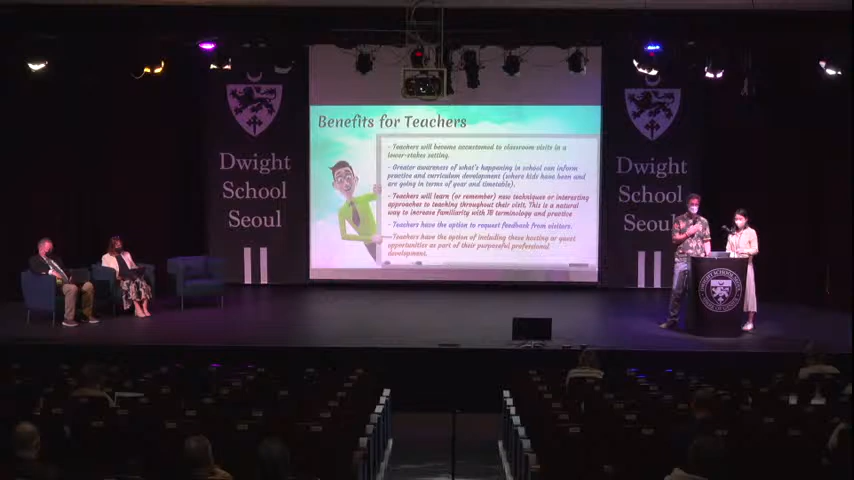 Benefits for Teachers
- Teachers will become accustomed to classroom visits in a
lower-stakes setting.
- Greater awareness of what's happening in school can inform
practice and curriculum development (where kids have been and
are going in terms of year and timetable).
- Teachers will learn (or remember) new techniques or interesting
approaches to teaching throughout their visit. This is a natural
way to increase familiarity with IB terminology and practice
- Teachers have the option to request feedback from visitors.
- Teachers have the option of including these hosting or guest
opportunities as part of their purposeful professional
development.
Dwight
School
Seoul
Dwight
School
Seoul